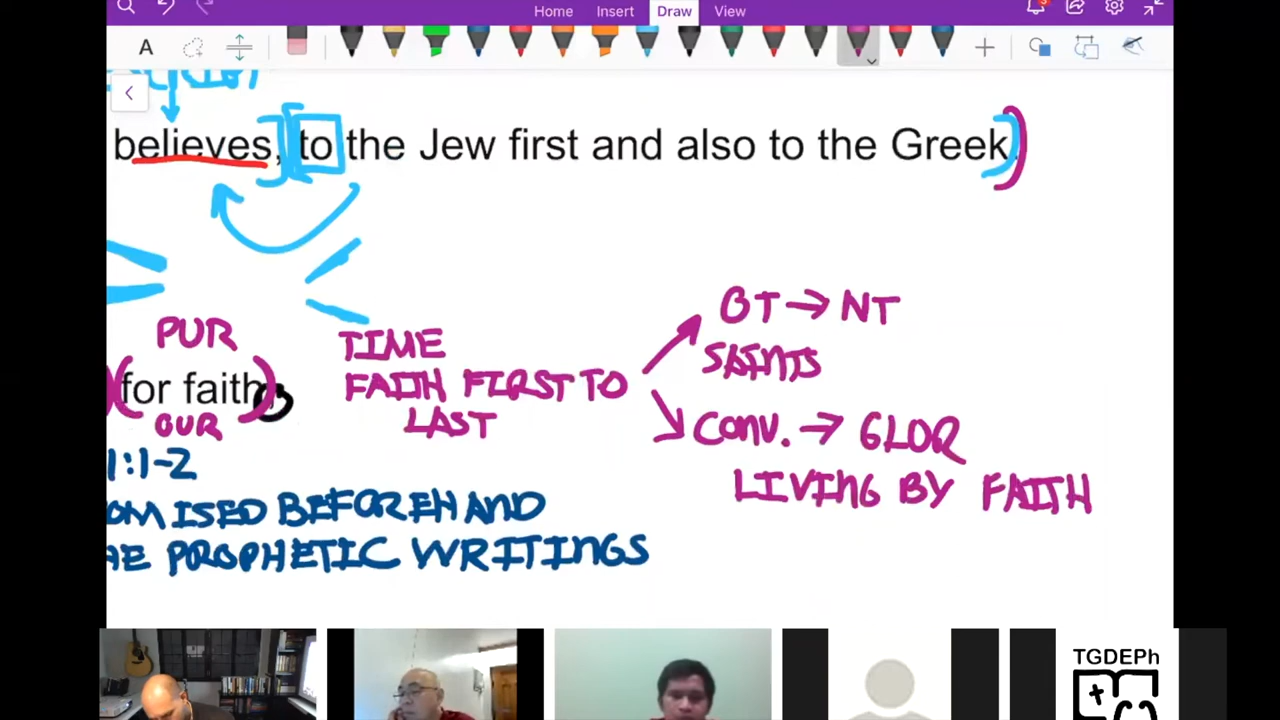 Home Insert Draw View
A
believes, to the Jew first and also to the Greek.
PUR
for faith,
OUR
TIME
FAITH FIRST TO
LAST
OT → NT
SAINTS
CONV. → GLOR
LIVING BY FAITH
1:1-2
OMISED BEFOREHAND
HE PROPHETIC WRITINGS
TGDEPh